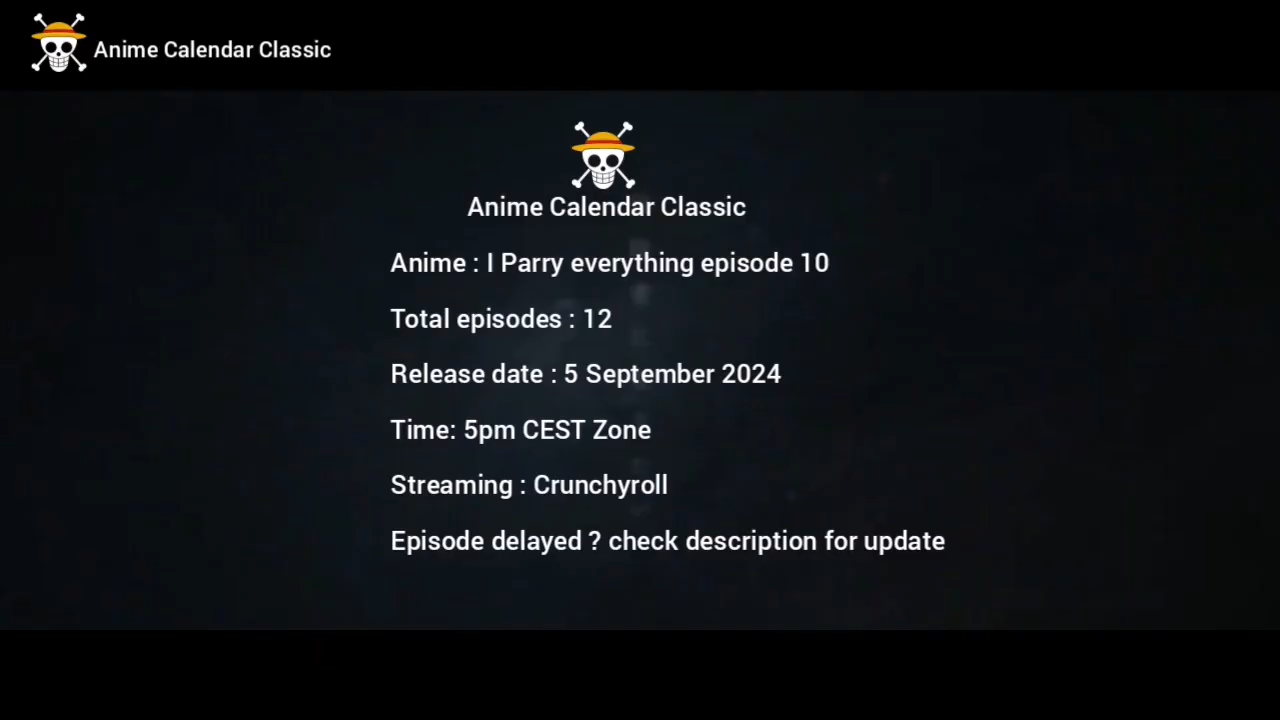 Anime Calendar Classic
Anime Calendar Classic
Anime : I Parry everything episode 10
Total episodes : 12
Release date : 5 September 2024
Time: 5pm CEST Zone
Streaming : Crunchyroll
Episode delayed ? check description for update